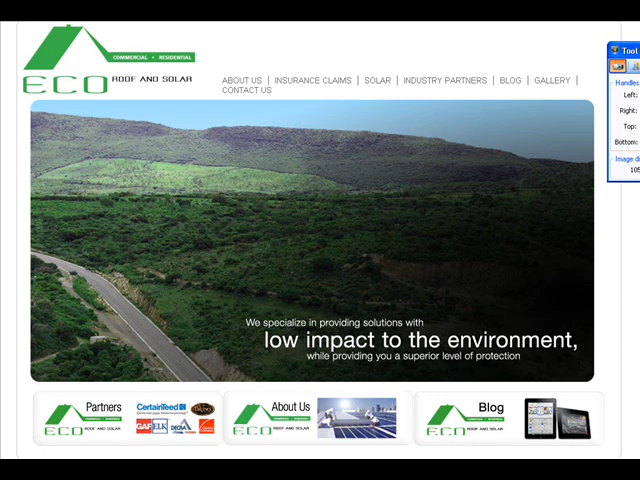 COMMERCIAL • RESIDENTIAL
ECO ROOF AND SOLAR
ABOUT US | INSURANCE CLAIMS | SOLAR | INDUSTRY PARTNERS | BLOG | GALLERY |
CONTACT US
Tool
Handles
Left:
Right:
Top:
Bottom:
Image di
105
We specialize in providing solutions with
low impact to the environment,
while providing you a superior level of protection
Partners
ECO ROOF AND SOLAR
CertainTeed
DaVinci
GAF ELK
DECRA
About Us
ECO ROOF AND SOLAR
Blog
ECO ROOF AND SOLAR